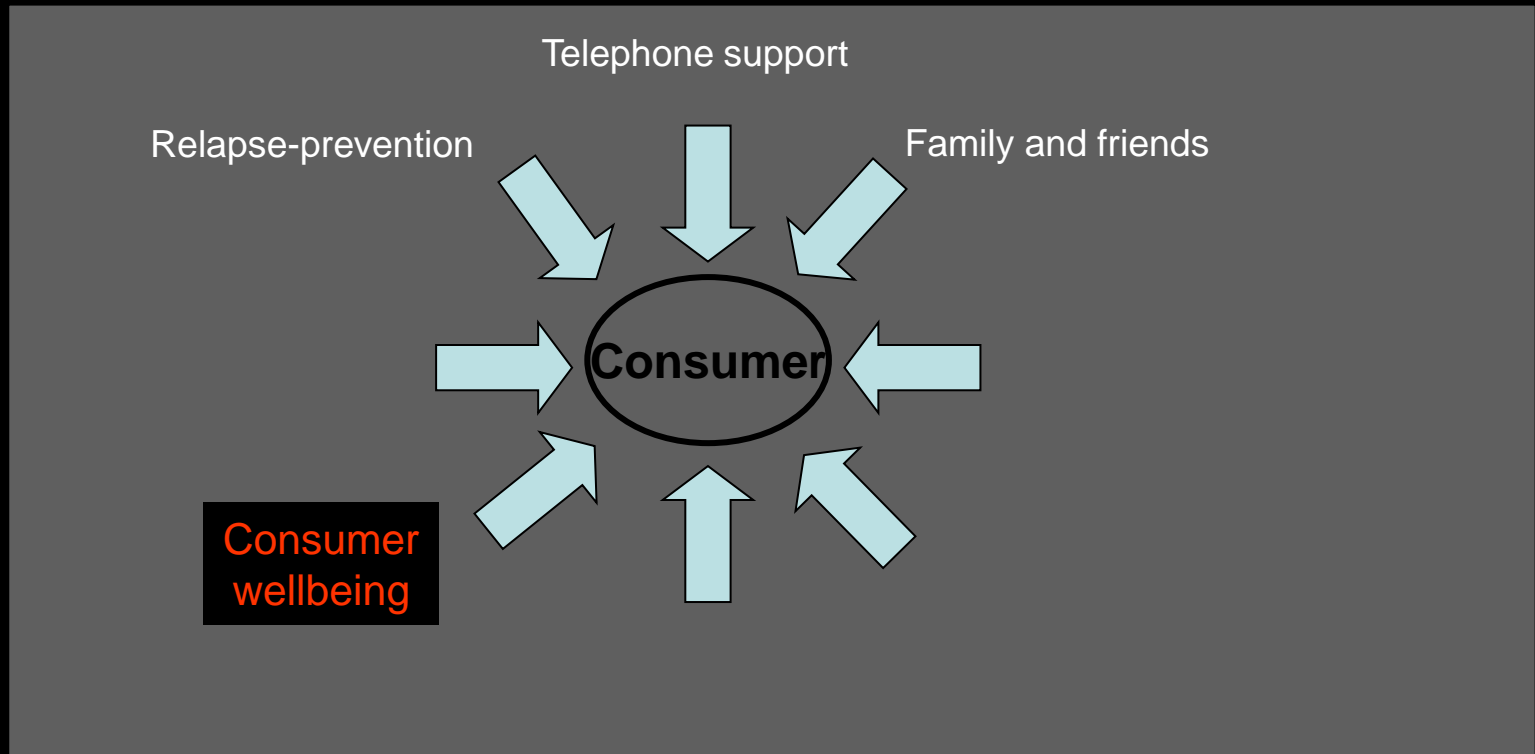 Telephone support
Relapse-prevention
Family and friends
Consumer
Consumer
wellbeing